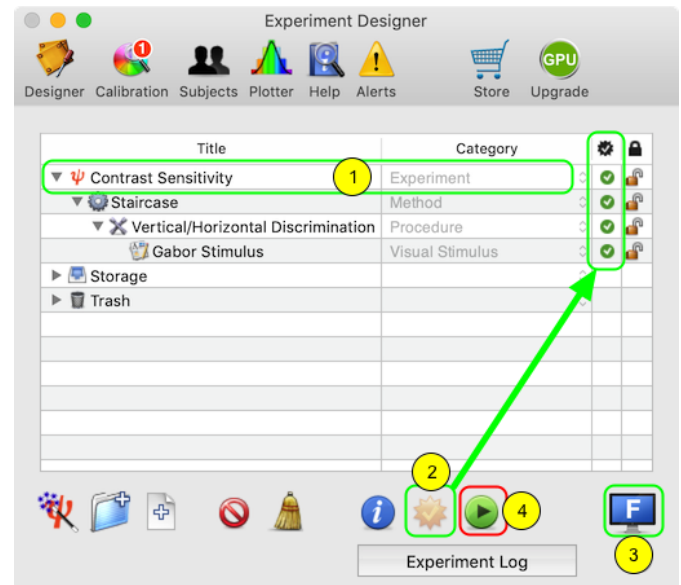 Experiment Designer
1
GPU
Designer Calibration Subjects Plotter Help Alerts Store Upgrade
Title Category
Ψ Contrast Sensitivity 1 Experiment
Staircase Method
Vertical/Horizontal Discrimination Procedure
Gabor Stimulus Visual Stimulus
Storage
Trash
2
i 4 F
3
Experiment Log